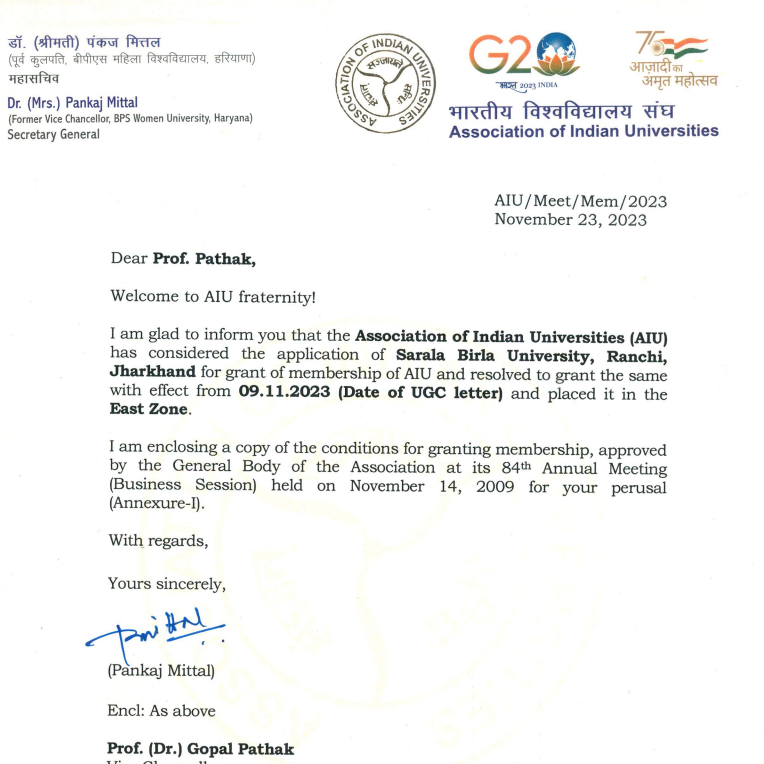 डॉ. (श्रीमती) पंकज मित्तल
(पूर्व कुलपति, बीपीएस महिला विश्वविद्यालय, हरियाणा)
महासचिव
Dr. (Mrs.) Pankaj Mittal
(Former Vice Chancellor, BPS Women University, Haryana)
Secretary General
ASSOCIATION OF INDIAN UNIVERSITIES
G20
भारत 2023 INDIA
75
आज़ादी का
अमृत महोत्सव
भारतीय विश्वविद्यालय संघ
Association of Indian Universities
AIU/Meet/Mem/2023
November 23, 2023
Dear Prof. Pathak,
Welcome to AIU fraternity!
I am glad to inform you that the Association of Indian Universities (AIU)
has considered the application of Sarala Birla University, Ranchi,
Jharkhand for grant of membership of AIU and resolved to grant the same
with effect from 09.11.2023 (Date of UGC letter) and placed it in the
East Zone.
I am enclosing a copy of the conditions for granting membership, approved
by the General Body of the Association at its 84th Annual Meeting
(Business Session) held on November 14, 2009 for your perusal
(Annexure-I).
With regards,
Yours sincerely,
(Pankaj Mittal)
Encl: As above
Prof. (Dr.) Gopal Pathak